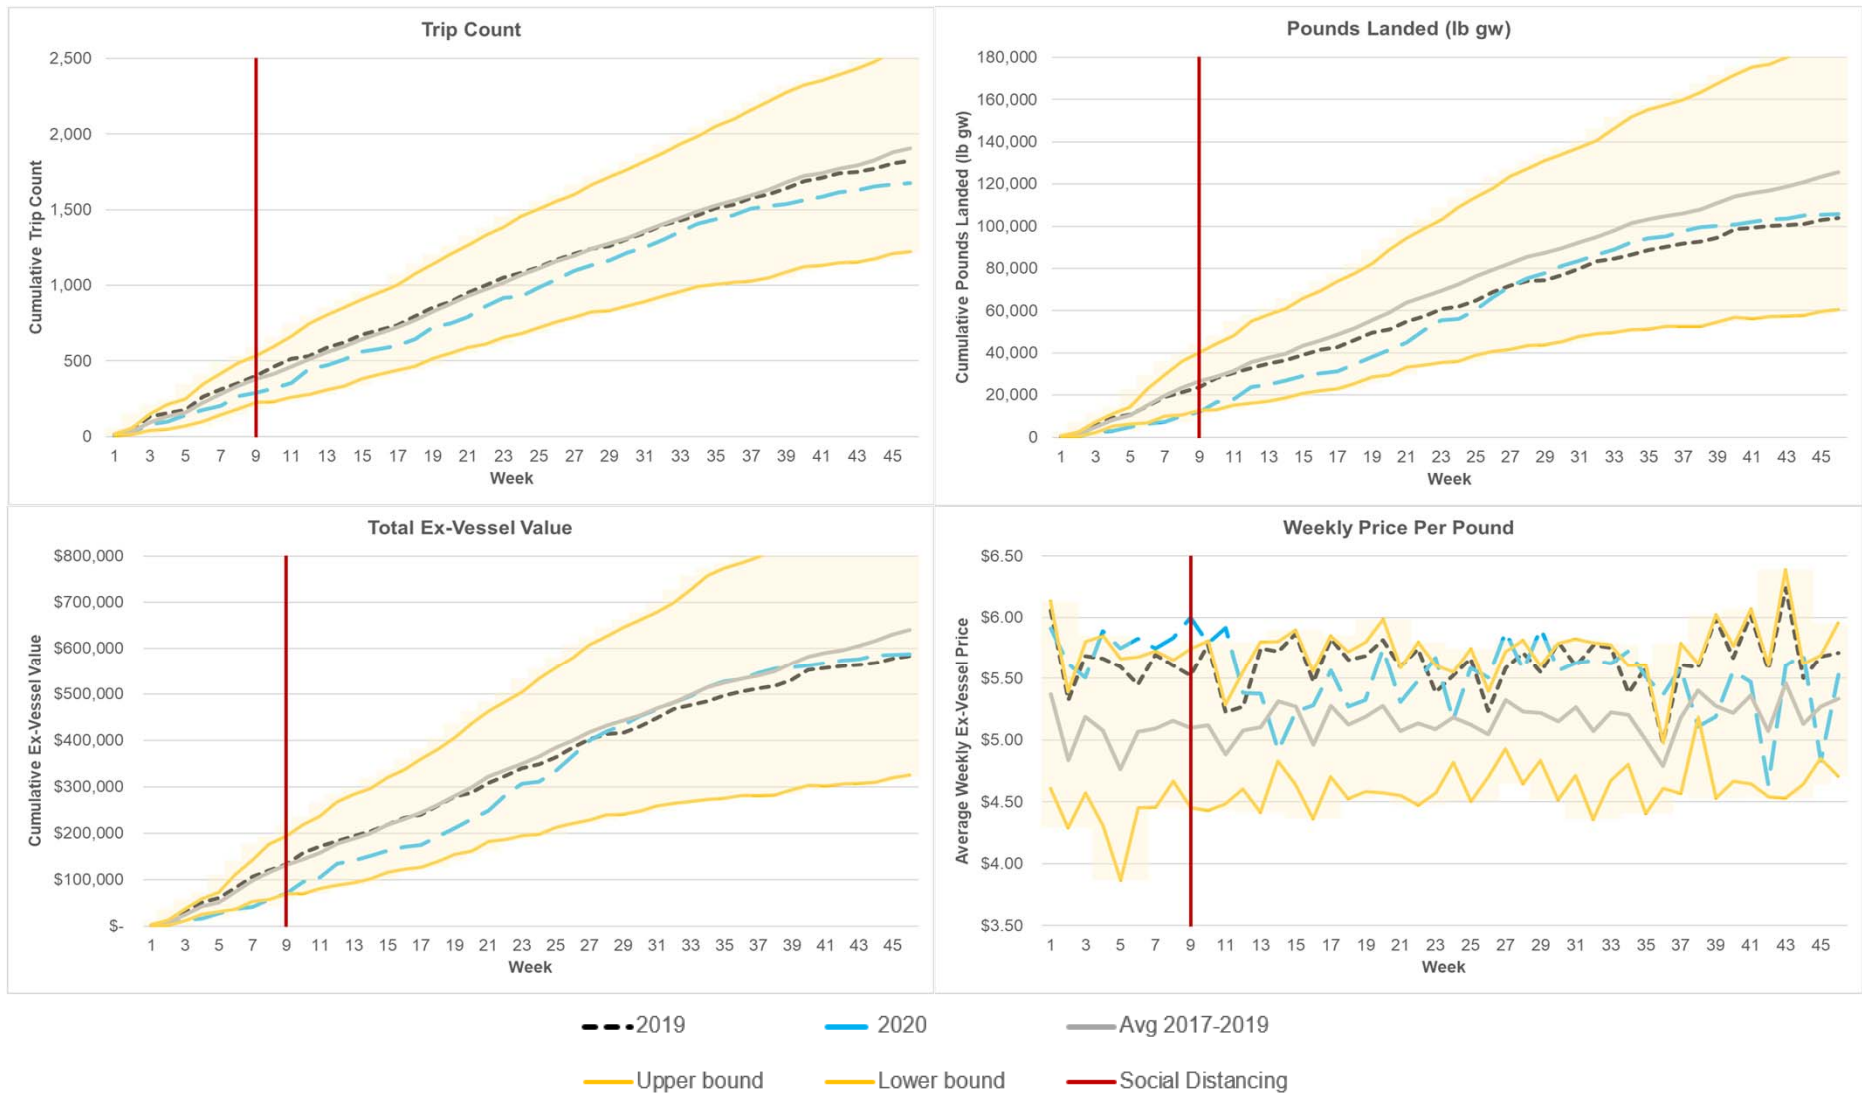 Trip Count
Cumulative Trip Count
2,500
2,000
1,500
1,000
500
0
1 3 5 7 9 11 13 15 17 19 21 23 25 27 29 31 33 35 37 39 41 43 45
Week
Pounds Landed (lb gw)
Cumulative Pounds Landed (lb gw)
180,000
160,000
140,000
120,000
100,000
80,000
60,000
40,000
20,000
0
1 3 5 7 9 11 13 15 17 19 21 23 25 27 29 31 33 35 37 39 41 43 45
Week
Total Ex-Vessel Value
Cumulative Ex-Vessel Value
$800,000
$700,000
$600,000
$500,000
$400,000
$300,000
$200,000
$100,000
$-
1 3 5 7 9 11 13 15 17 19 21 23 25 27 29 31 33 35 37 39 41 43 45
Week
Weekly Price Per Pound
Average Weekly Ex-Vessel Price
$6.50
$6.00
$5.50
$5.00
$4.50
$4.00
$3.50
1 3 5 7 9 11 13 15 17 19 21 23 25 27 29 31 33 35 37 39 41 43 45
Week
2019 2020 Avg 2017-2019
Upper bound Lower bound Social Distancing